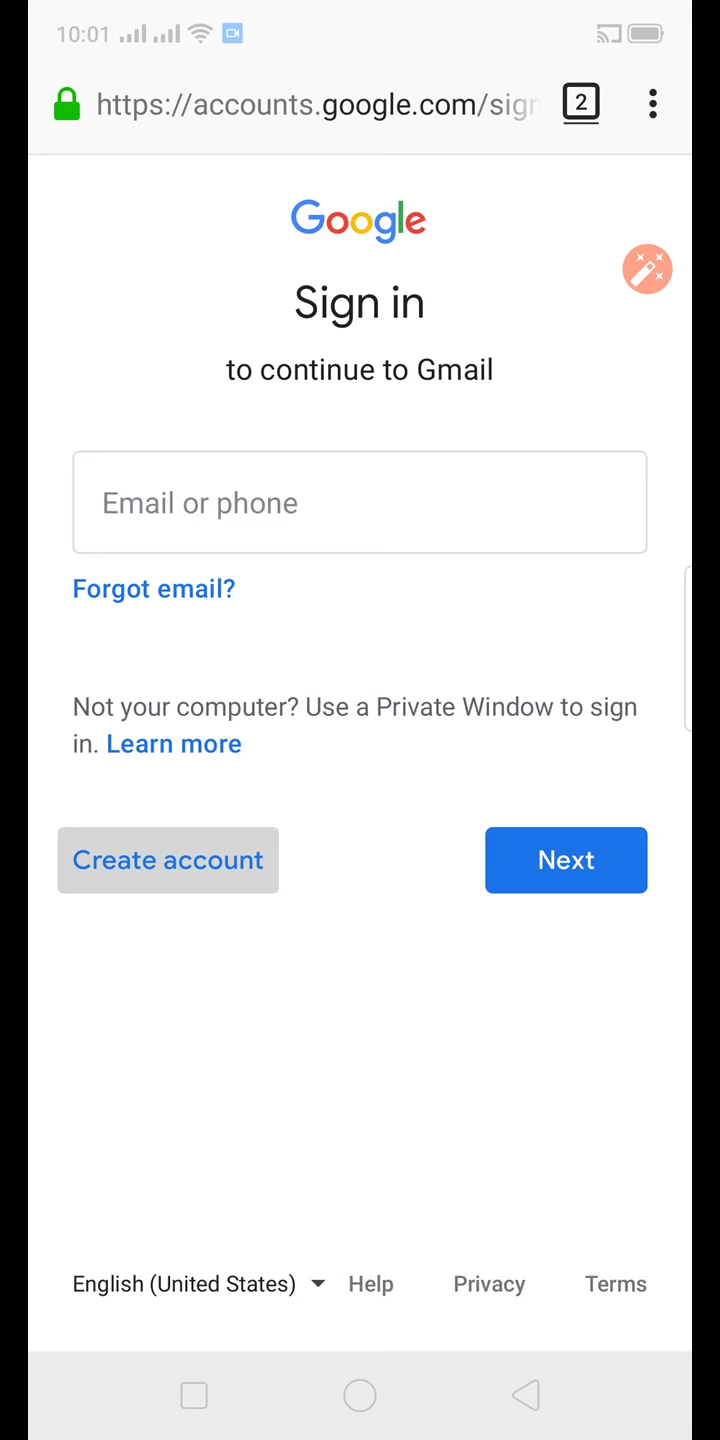 10:01
https://accounts.google.com/sign
2
Google
Sign in
to continue to Gmail
Email or phone
Forgot email?
Not your computer? Use a Private Window to sign
in. Learn more
Create account
Next
English (United States) Help Privacy Terms